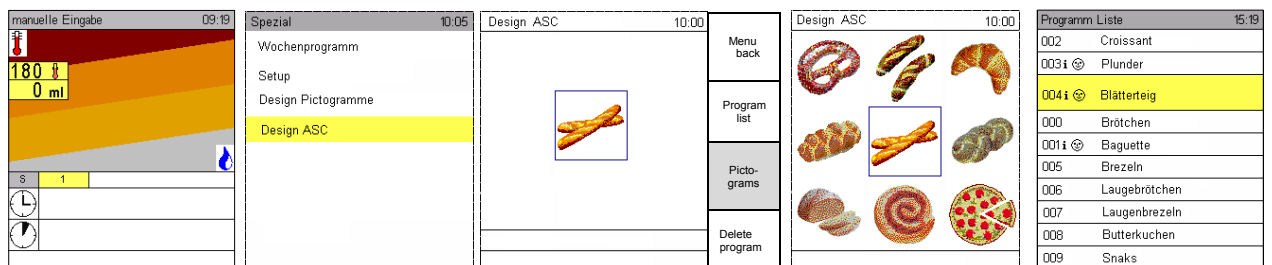 manuelle Eingabe 09:19
180
0 ml
S 1
Spezial 10:05
Wochenprogramm
Setup
Design Pictogramme
Design ASC
Design ASC 10:00
Menu
back
Program
list
Picto-
grams
Delete
program
Design ASC 10:00
Programm Liste 15:19
002 Croissant
003 i Plunder
004 i Blätterteig
000 Brötchen
001 i Baguette
005 Brezeln
006 Laugebrötchen
007 Laugenbrezeln
008 Butterkuchen
009 Snaks